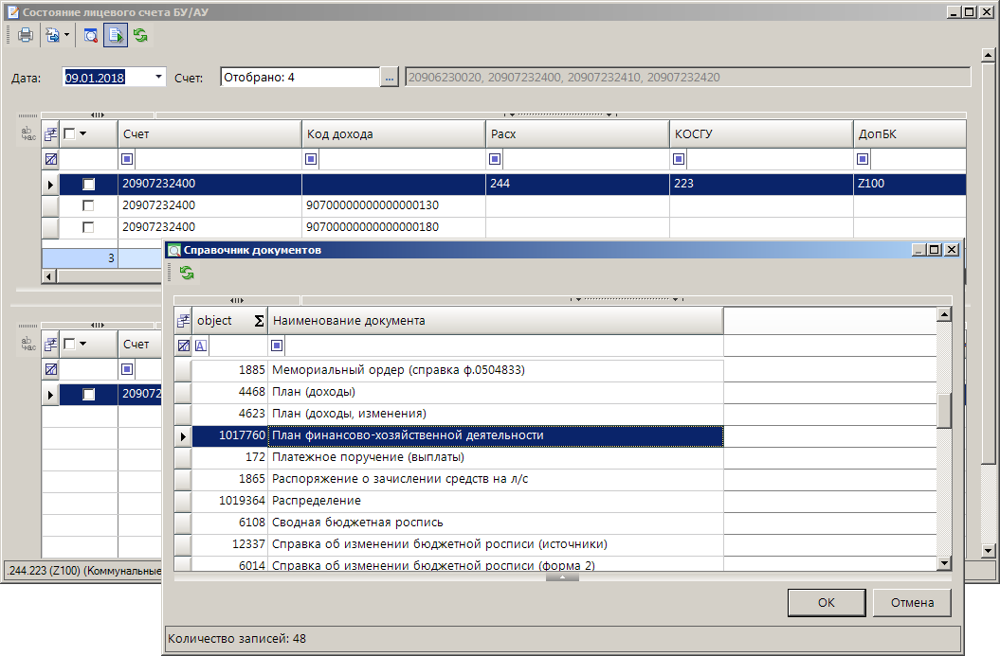 Состояние лицевого счета БУ/АУ
Дата: 09.01.2018 Счет: Отобрано: 4 ... 20906230020, 20907232400, 20907232410, 20907232420
Счет Код дохода Расх КОСГУ ДопБК
20907232400 244 223 Z100
20907232400 90700000000000000130
20907232400 90700000000000000180
3
Счет
209072
.244.223 (Z100) (Коммунальные
Справочник документов
object Σ Наименование документа
1885 Мемориальный ордер (справка ф.0504833)
4468 План (доходы)
4623 План (доходы, изменения)
1017760 План финансово-хозяйственной деятельности
172 Платежное поручение (выплаты)
1865 Распоряжение о зачислении средств на л/с
1019364 Распределение
6108 Сводная бюджетная роспись
12337 Справка об изменении бюджетной росписи (источники)
6014 Справка об изменении бюджетной росписи (форма 2)
OK Отмена
Количество записей: 48